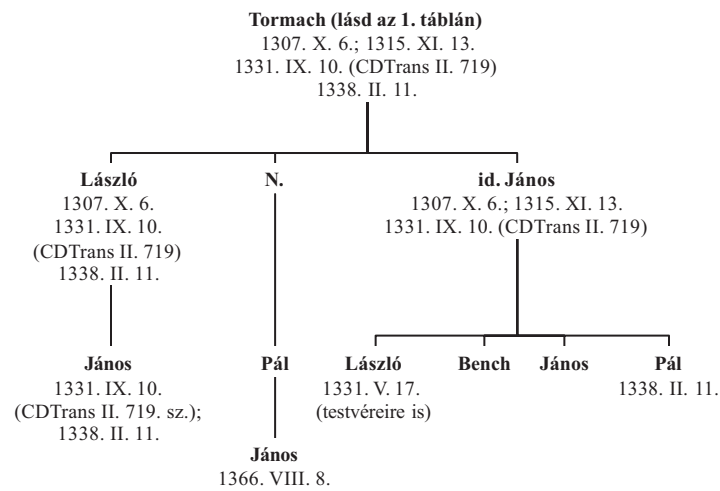 Tormach (lásd az 1. táblán)
1307. X. 6.; 1315. XI. 13.
1331. IX. 10. (CDTrans II. 719)
1338. II. 11.
László
1307. X. 6.
1331. IX. 10.
(CDTrans II. 719)
1338. II. 11.
N.
id. János
1307. X. 6.; 1315. XI. 13.
1331. IX. 10. (CDTrans II. 719)
János
1331. IX. 10.
(CDTrans II. 719. sz.);
1338. II. 11.
Pál
János
1366. VIII. 8.
László
1331. V. 17.
(testvéreire is)
Bench
János
Pál
1338. II. 11.